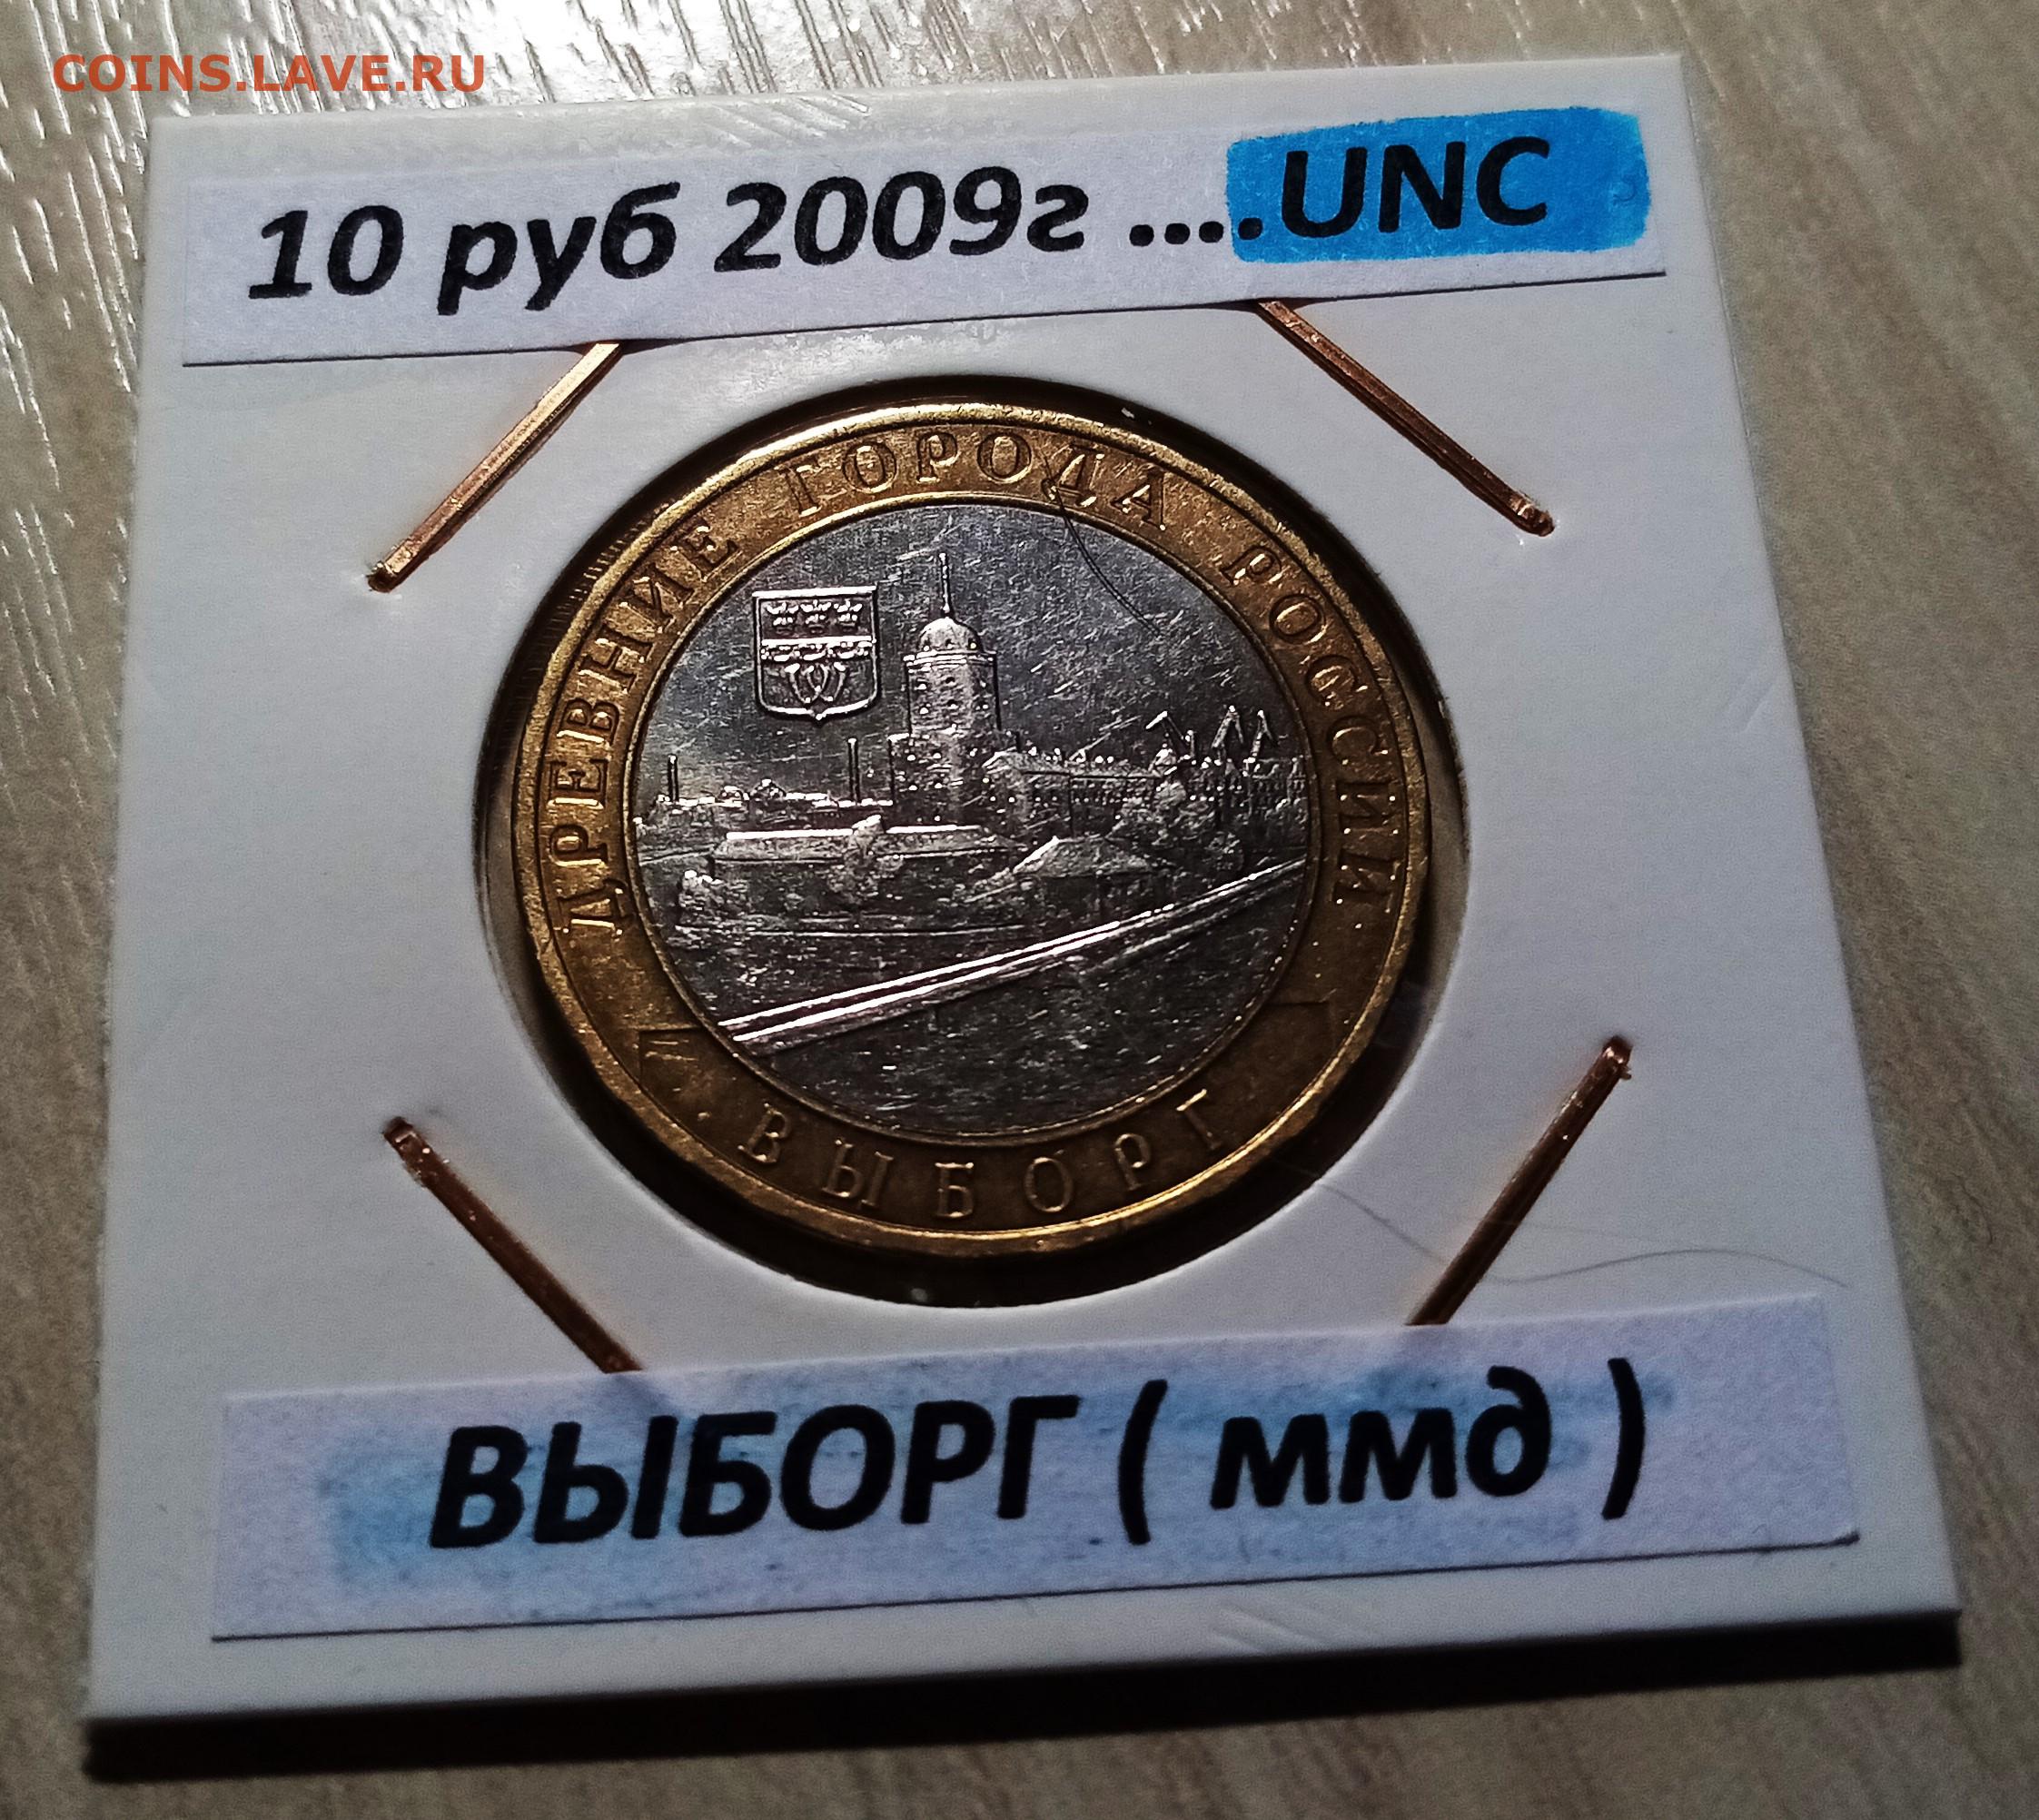 COINS.LAVE.RU
10 руб 2009г ....UNC
ДРЕВНИЕ ГОРОДА РОССИИ
ВЫБОРГ
ВЫБОРГ ( ммд )